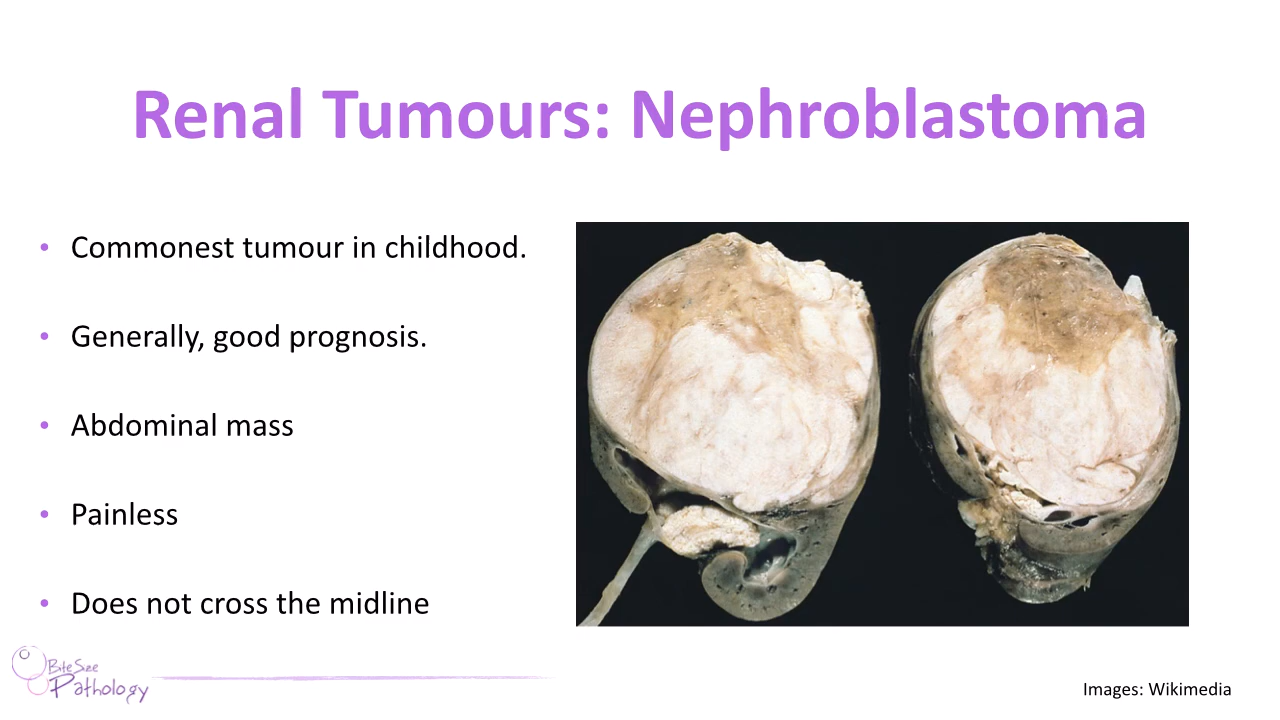 Renal Tumours: Nephroblastoma
• Commonest tumour in childhood.
• Generally, good prognosis.
• Abdominal mass
• Painless
• Does not cross the midline
Bite Size
Pathology
Images: Wikimedia